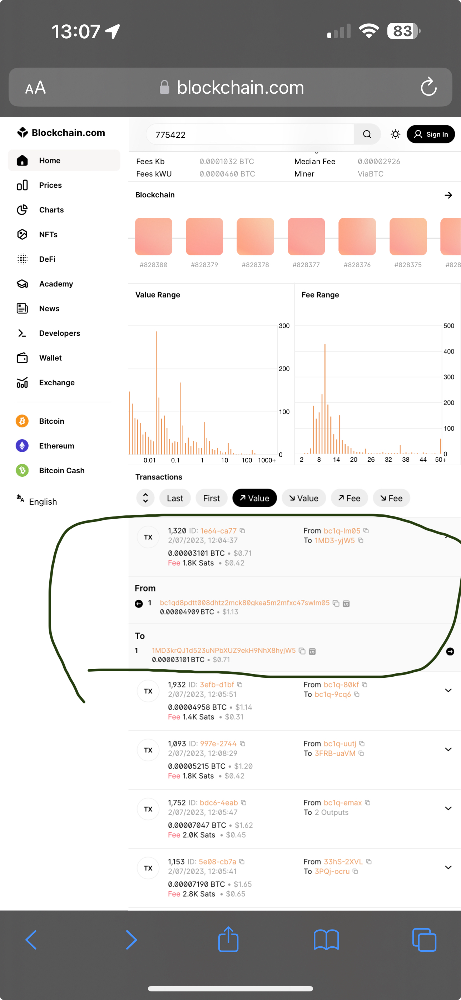 13:07
83
AA
blockchain.com
Blockchain.com
775422
Sign In
Home
Prices
Charts
NFTs
DeFi
Academy
News
Developers
Wallet
Exchange
Bitcoin
Ethereum
Bitcoin Cash
あA English
Fees Kb 0.0001032 BTC Median Fee 0.00002926
Fees kWU 0.0000460 BTC Miner ViaBTC
Blockchain
#828380 #828379 #828378 #828377 #828376 #828375 #828
Value Range
300
200
100
0
0.01 0.1 1 10 100 1000+
Fee Range
500
400
300
200
100
0
2 8 14 20 26 32 38 44 50+
Transactions
Last First Value Value Fee Fee
TX
1,320 ID: 1e64-ca77
2/07/2023, 12:04:37
0.00003101 BTC • $0.71
Fee 1.8K Sats • $0.42
From bc1q-lm05
To 1MD3-yjW5
From
1 bc1qd8pdtt008dhtz2mck80gkea5m2mfxc47swlm05
0.00004909 BTC • $1.13
To
1 1MD3krQJ1d523uNPbXUZ9ekH9NhX8hyjW5
0.00003101 BTC • $0.71
TX
1,932 ID: 3efb-d1bf
2/07/2023, 12:05:51
0.00004958 BTC • $1.14
Fee 1.4K Sats • $0.31
From bc1q-80kf
To bc1q-9cq6
TX
1,093 ID: 997e-2744
2/07/2023, 12:08:29
0.00005215 BTC • $1.20
Fee 1.8K Sats • $0.42
From bc1q-uutj
To 3FRB-uaVM
TX
1,752 ID: bdc6-4eab
2/07/2023, 12:05:47
0.00007047 BTC • $1.62
Fee 2.0K Sats • $0.45
From bc1q-emax
To 2 Outputs
TX
1,153 ID: 5e08-cb7a
2/07/2023, 12:05:41
0.00007190 BTC • $1.65
Fee 2.8K Sats • $0.65
From 33hS-2XVL
To 3PQj-ocru